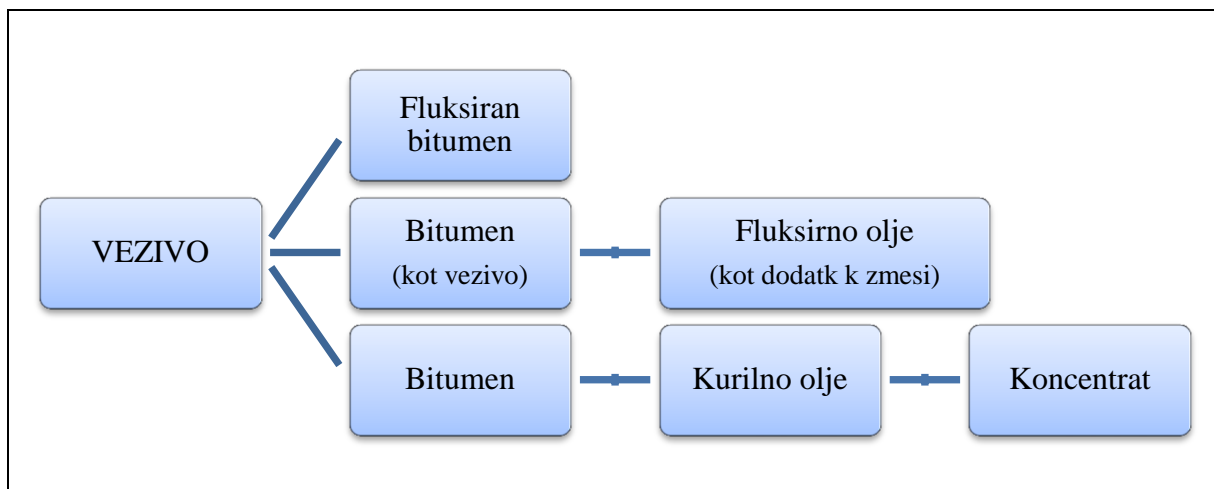 Fluksiran
bitumen
VEZIVO
Bitumen
(kot vezivo)
Fluksirno olje
(kot dodatk k zmesi)
Bitumen
Kurilno olje
Koncentrat